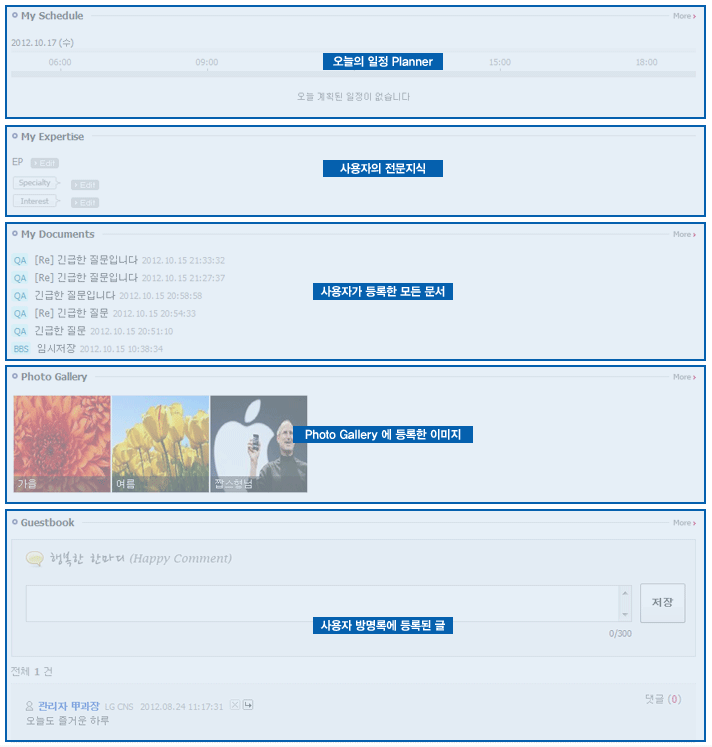 My Schedule
More
2012.10.17 (수)
오늘의 일정 Planner
06:00
09:00
15:00
18:00
오늘 계획된 일정이 없습니다
My Expertise
EP Edit
사용자의 전문지식
Specialty Edit
Interest Edit
My Documents
More
QA [Re] 긴급한 질문입니다 2012.10.15 21:33:32
QA [Re] 긴급한 질문입니다 2012.10.15 21:27:37
QA 긴급한 질문입니다 2012.10.15 20:58:58
사용자가 등록한 모든 문서
QA [Re] 긴급한 질문 2012.10.15 20:54:33
QA 긴급한 질문 2012.10.15 20:51:10
BBS 임시저장 2012.10.15 10:38:34
Photo Gallery
More
Photo Gallery 에 등록한 이미지
가을
여름
짭스형님
Guestbook
More
행복한 한마디 (Happy Comment)
저장
사용자 방명록에 등록된 글
0/300
전체 1 건
관리자 甲과장 LG CNS 2012.08.24 11:17:31
댓글 (0)
오늘도 즐거운 하루